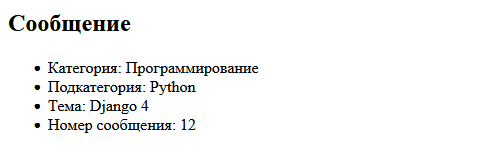 Сообщение
Категория: Программирование
Подкатегория: Python
Тема: Django 4
Номер сообщения: 12